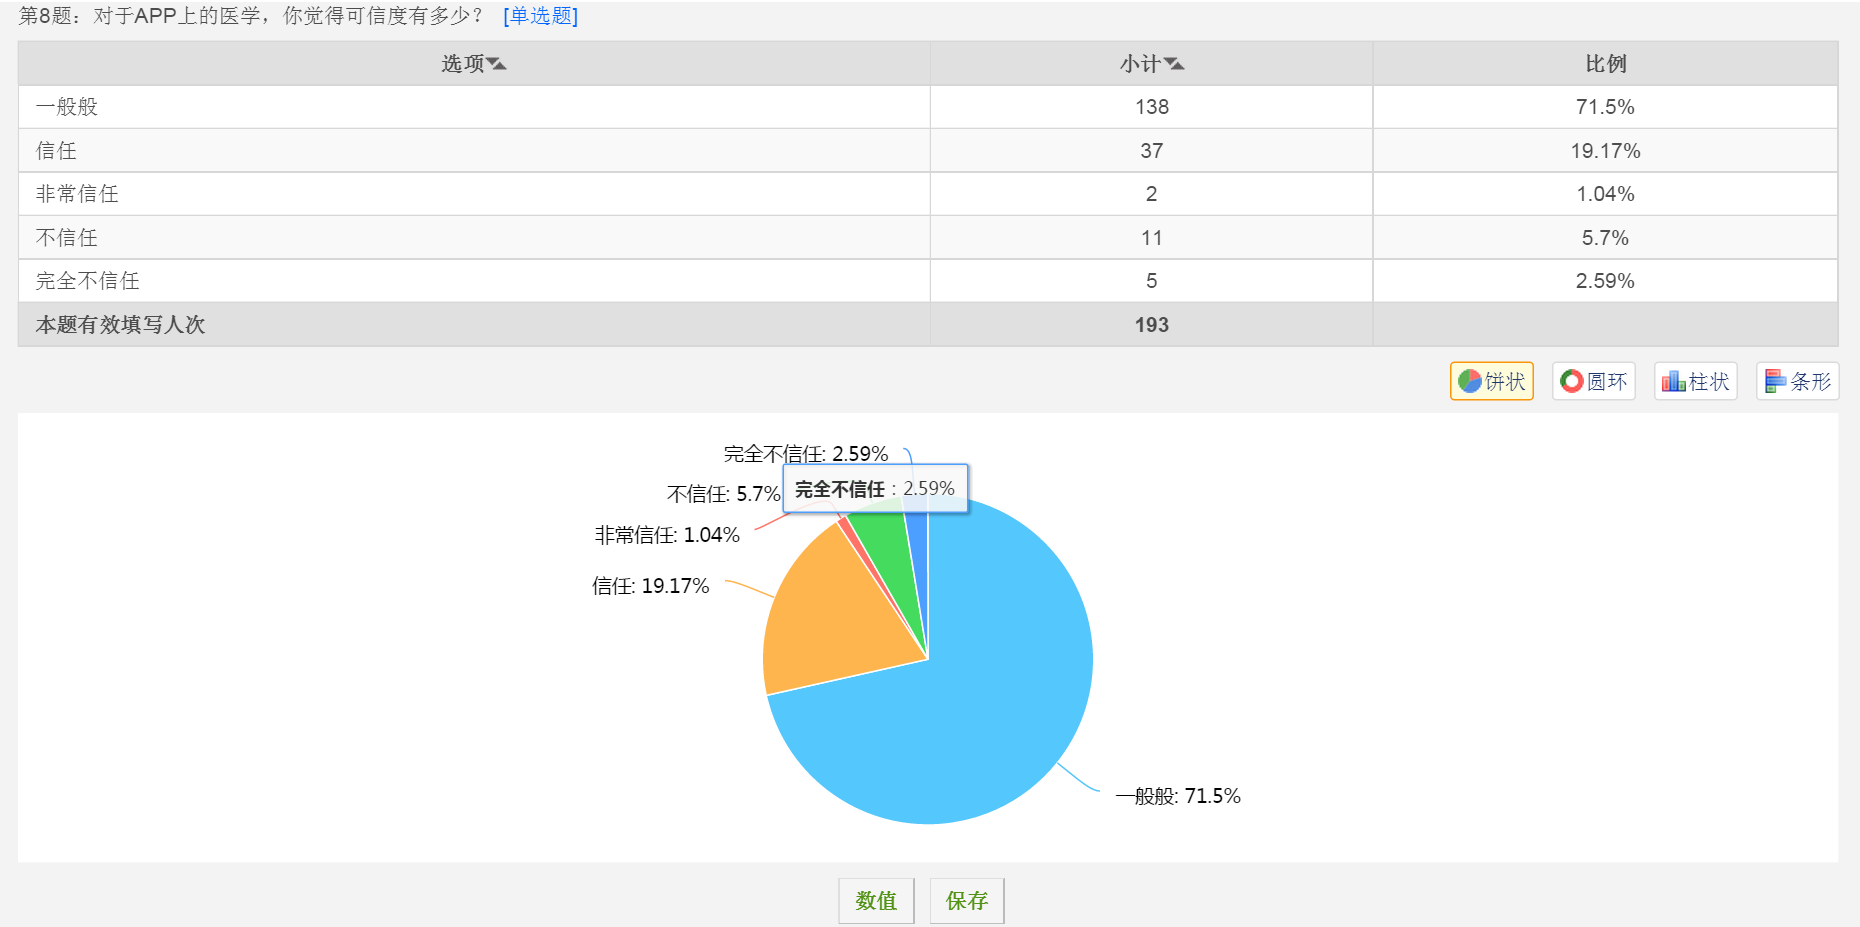 第8题：对于APP上的医学，你觉得可信度有多少？ [单选题]
选项 小计 比例
一般般 138 71.5%
信任 37 19.17%
非常信任 2 1.04%
不信任 11 5.7%
完全不信任 5 2.59%
本题有效填写人次 193
饼状 圆环 柱状 条形
完全不信任: 2.59%
不信任: 5.7%
完全不信任 : 2.59%
非常信任: 1.04%
信任: 19.17%
一般般: 71.5%
数值 保存